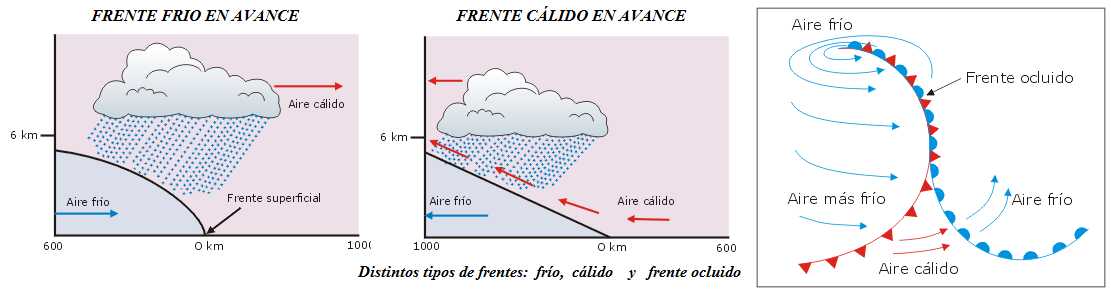 FRENTE FRIO EN AVANCE
Aire cálido
6 km
Aire frío
Frente superficial
600
0 km
1000
FRENTE CÁLIDO EN AVANCE
6 km
Aire frío
Aire cálido
1000
0 km
600
Distintos tipos de frentes: frío, cálido y frente ocluido
Aire frío
Frente ocluido
Aire más frío
Aire frío
Aire cálido